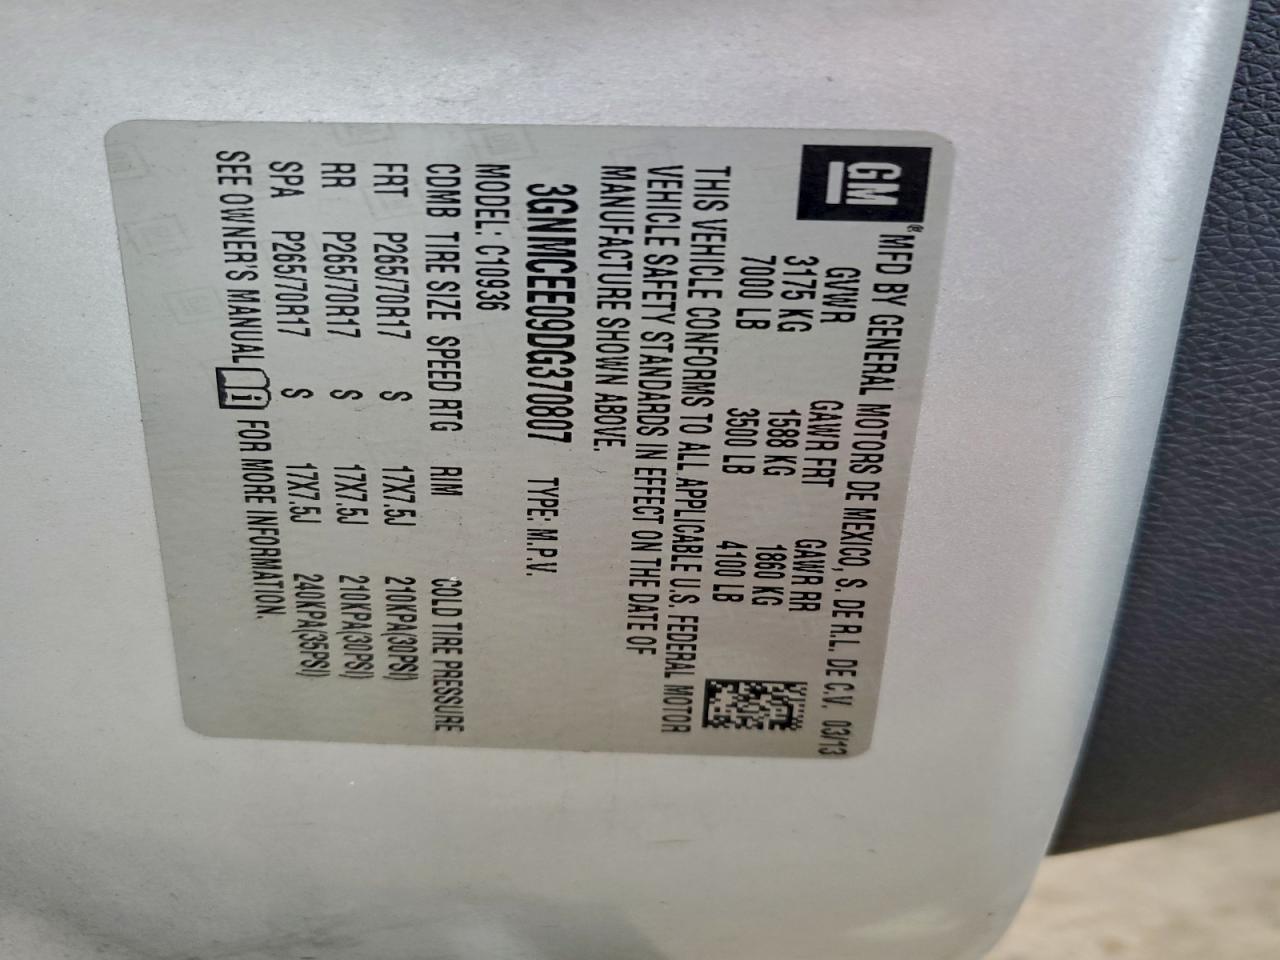 GM®
MFD BY GENERAL MOTORS DE MEXICO, S. DE R.L. DE C.V. 03/13
GVWR GAWR FRT GAWR RR
3175 KG 1588 KG 1860 KG
7000 LB 3500 LB 4100 LB
THIS VEHICLE CONFORMS TO ALL APPLICABLE U.S. FEDERAL MOTOR
VEHICLE SAFETY STANDARDS IN EFFECT ON THE DATE OF
MANUFACTURE SHOWN ABOVE.
3GNMCEE09DG370807 TYPE: M.P.V.
MODEL: C10936
CDMB TIRE SIZE SPEED RTG RIM COLD TIRE PRESSURE
FRT P265/70R17 S 17X7.5J 210KPA(30PSI)
RR P265/70R17 S 17X7.5J 210KPA(30PSI)
SPA P265/70R17 S 17X7.5J 240KPA(35PSI)
SEE OWNER'S MANUAL i FOR MORE INFORMATION.